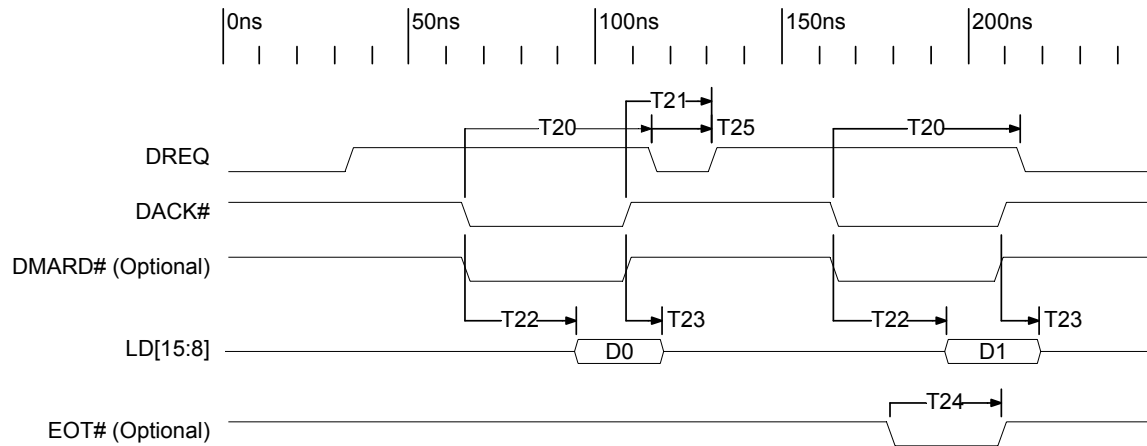 0ns 50ns 100ns 150ns 200ns
T21
T20 T25 T20
DREQ
DACK#
DMARD# (Optional)
T22 T23 T22 T23
LD[15:8] D0 D1
T24
EOT# (Optional)